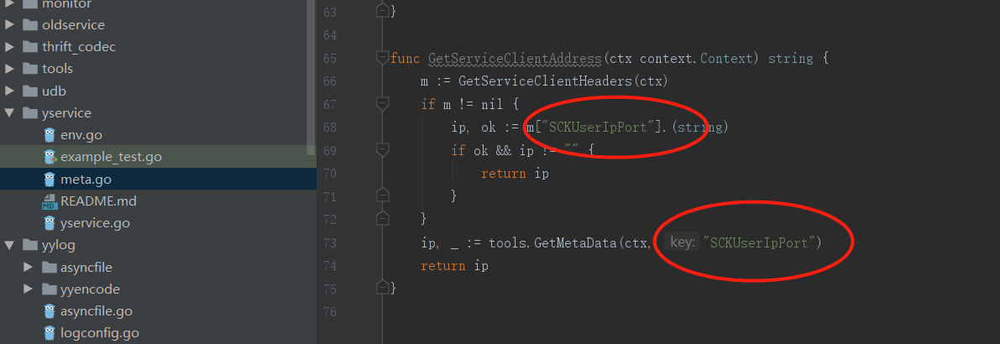 monitor
oldservice
thrift_codec
tools
udb
yservice
env.go
example_test.go
meta.go
README.md
yservice.go
yylog
asyncfile
yyencode
asyncfile.go
logconfig.go
63 }
64
65 func GetServiceClientAddress(ctx context.Context) string {
66 m := GetServiceClientHeaders(ctx)
67 if m != nil {
68 ip, ok := m["SCKUserIpPort"].(string)
69 if ok && ip != "" {
70 return ip
71 }
72 }
73 ip, _ := tools.GetMetaData(ctx, key: "SCKUserIpPort")
74 return ip
75 }
76